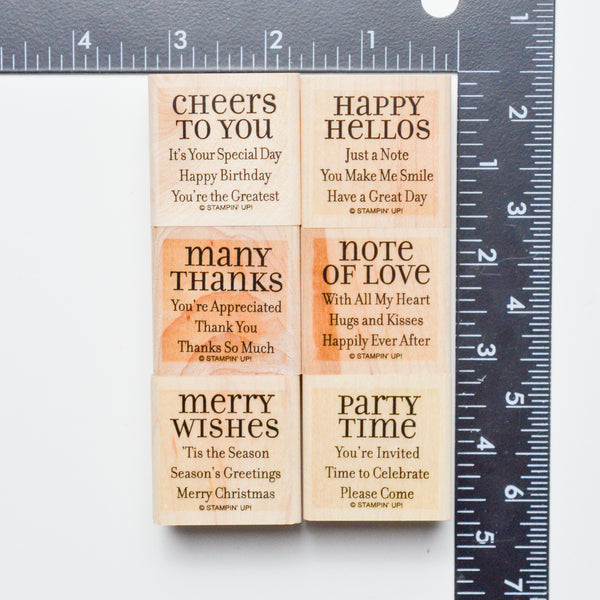 4 3 2 1
CHEERS
TO YOU
It's Your Special Day
Happy Birthday
You're the Greatest
© STAMPIN' UP!
HAPPY
HELLOS
Just a Note
You Make Me Smile
Have a Great Day
© STAMPIN' UP!
MANY
THANKS
You're Appreciated
Thank You
Thanks So Much
© STAMPIN' UP!
NOTE
OF LOVE
With All My Heart
Hugs and Kisses
Happily Ever After
© STAMPIN' UP!
MERRY
WISHES
'Tis the Season
Season's Greetings
Merry Christmas
© STAMPIN' UP!
PARTY
TIME
You're Invited
Time to Celebrate
Please Come
© STAMPIN' UP!
1 2 3 4 5
1 2 3 4 5 6 7